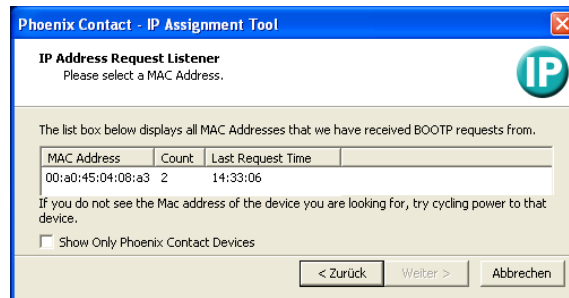 Phoenix Contact - IP Assignment Tool
IP Address Request Listener
Please select a MAC Address.
IP
The list box below displays all MAC Addresses that we have received BOOTP requests from.
MAC Address Count Last Request Time
00:a0:45:04:08:a3 2 14:33:06
If you do not see the Mac address of the device you are looking for, try cycling power to that
device.
Show Only Phoenix Contact Devices
< Zurück Weiter > Abbrechen